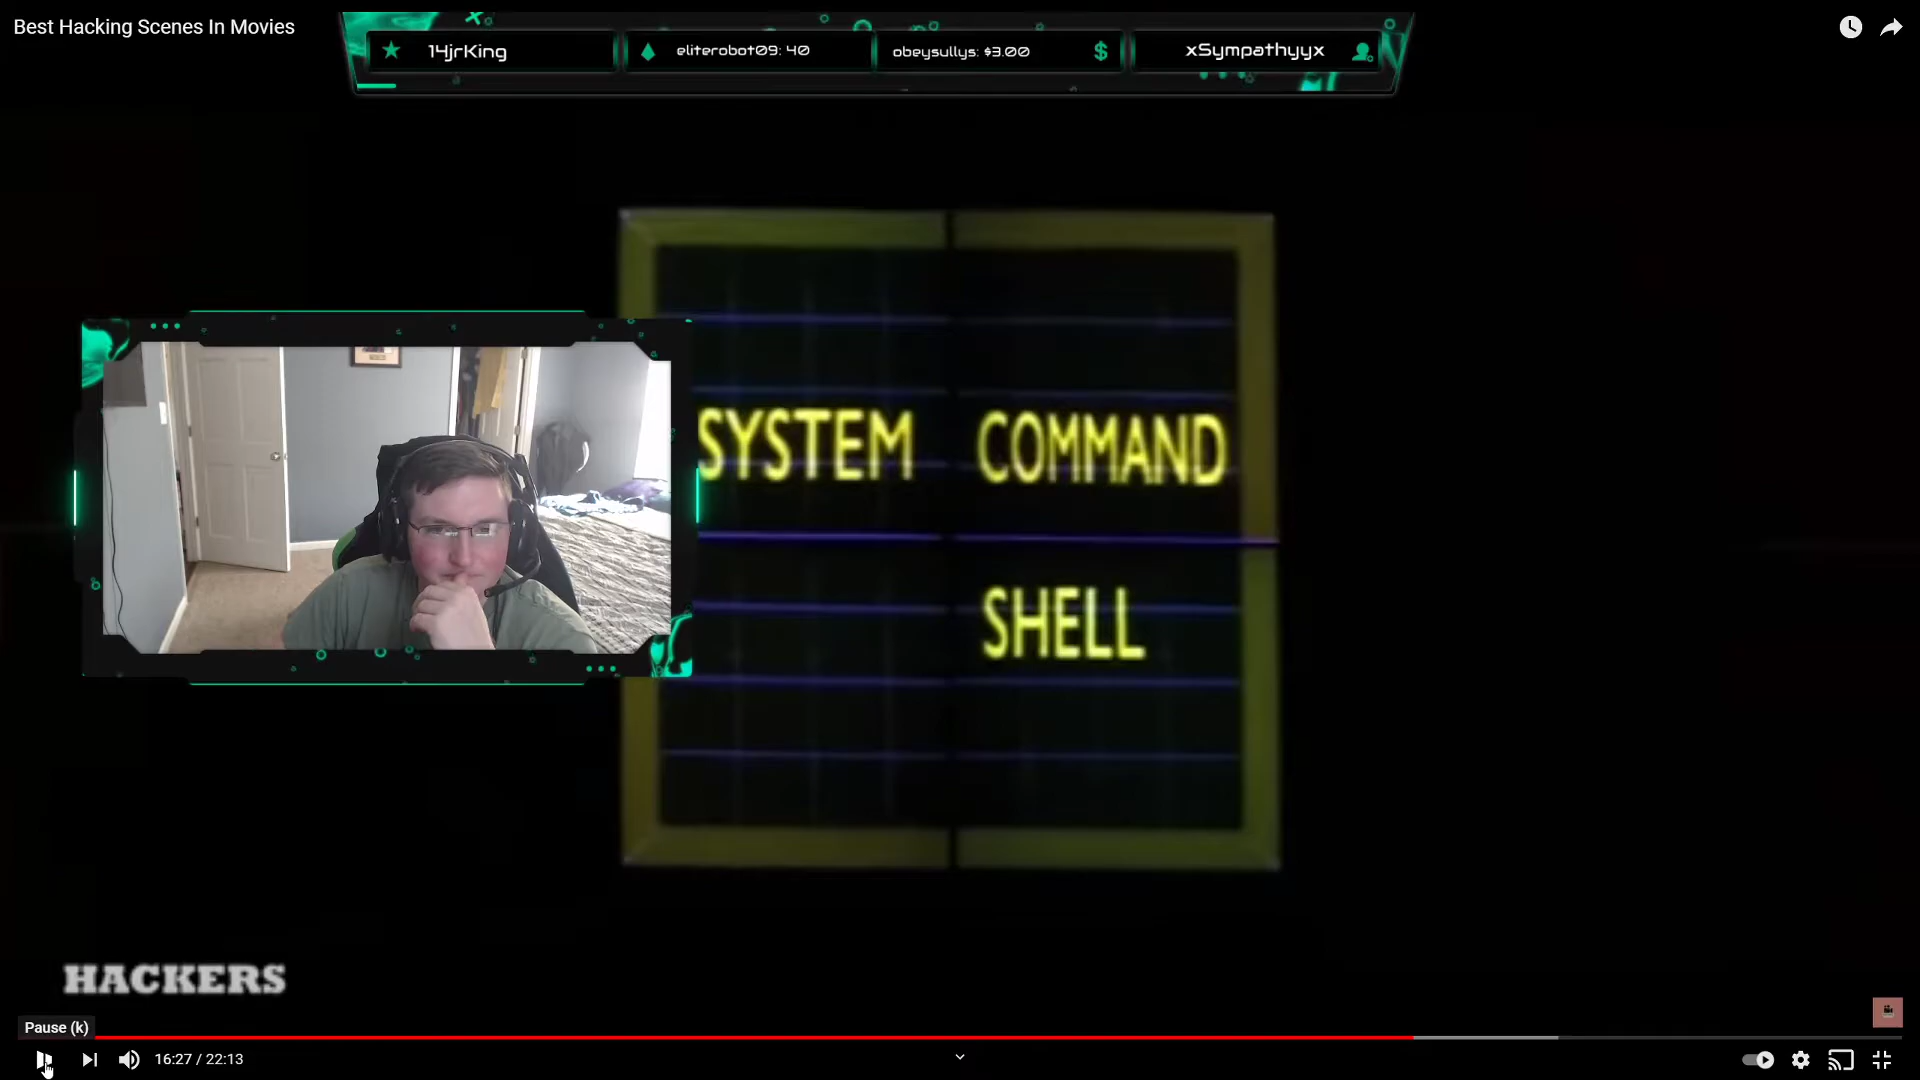 Best Hacking Scenes In Movies
14jrKing
eliterobot09: 40
obeysullys: $3.00
$
xSympathyyx
SYSTEM COMMAND
SHELL
HACKERS
Pause (k)
16:27 / 22:13